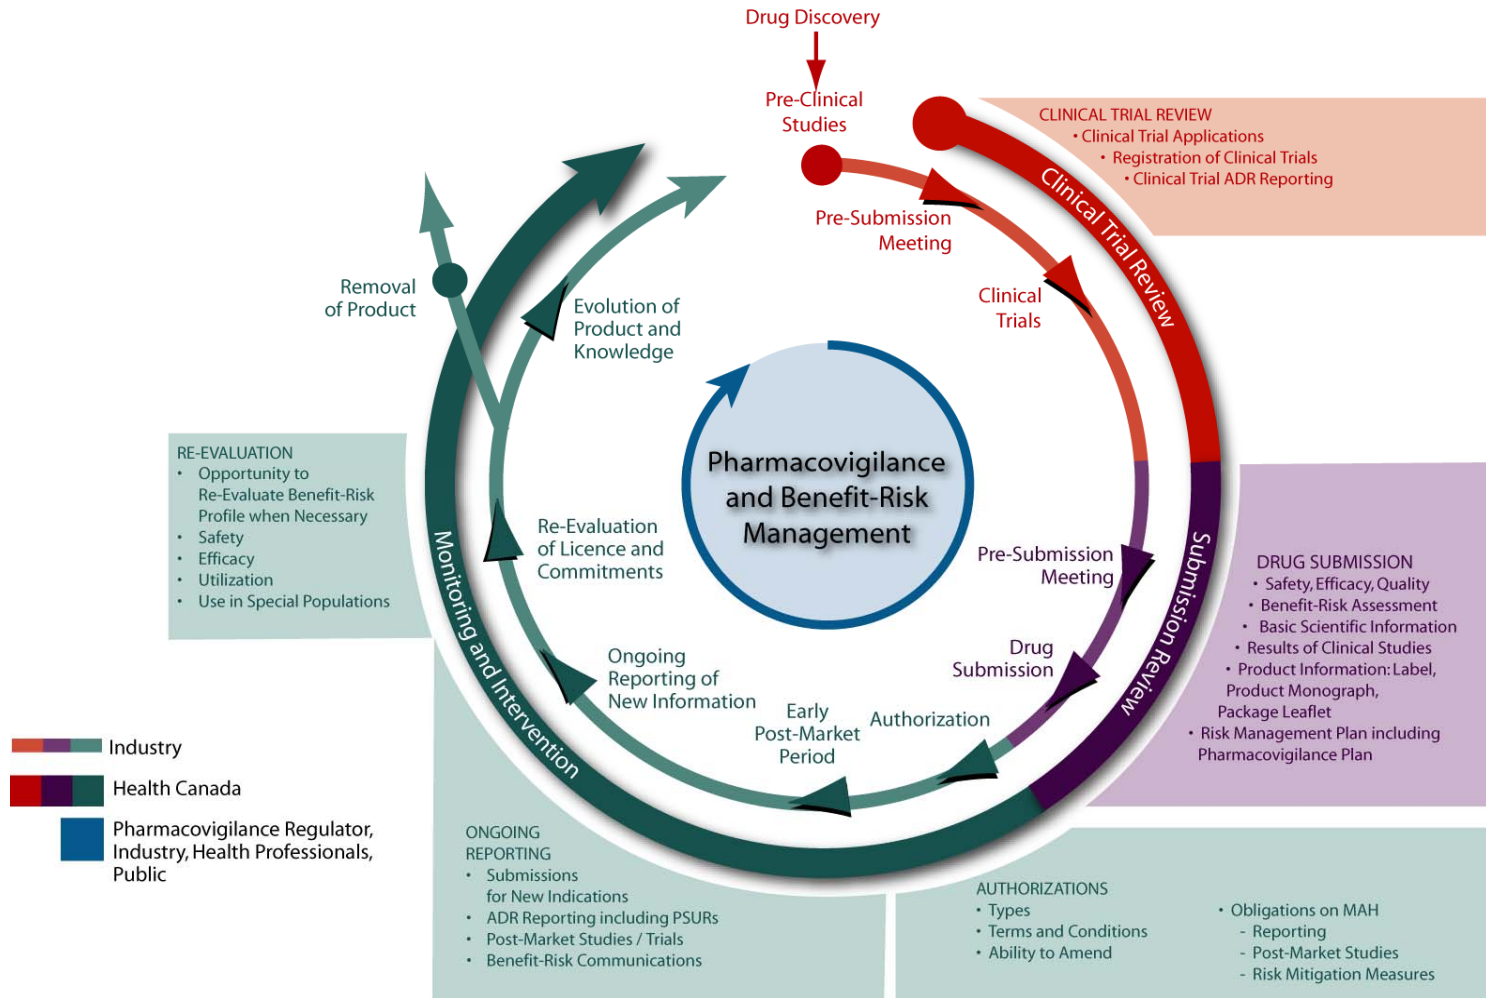 Drug Discovery
Pre-Clinical
Studies
CLINICAL TRIAL REVIEW
• Clinical Trial Applications
• Registration of Clinical Trials
• Clinical Trial ADR Reporting
Clinical Trial Review
Pre-Submission
Meeting
Clinical
Trials
Removal
of Product
Evolution of
Product and
Knowledge
Pharmacovigilance
and Benefit-Risk
Management
RE-EVALUATION
• Opportunity to
Re-Evaluate Benefit-Risk
Profile when Necessary
• Safety
• Efficacy
• Utilization
• Use in Special Populations
Monitoring and Intervention
Re-Evaluation
of Licence and
Commitments
Pre-Submission
Meeting
Submission Review
DRUG SUBMISSION
• Safety, Efficacy, Quality
• Benefit-Risk Assessment
• Basic Scientific Information
• Results of Clinical Studies
• Product Information: Label,
Product Monograph,
Package Leaflet
• Risk Management Plan including
Pharmacovigilance Plan
Drug
Submission
Ongoing
Reporting of
New Information
Early
Post-Market
Period
Authorization
Industry
Health Canada
Pharmacovigilance Regulator,
Industry, Health Professionals,
Public
ONGOING
REPORTING
• Submissions
for New Indications
• ADR Reporting including PSURs
• Post-Market Studies / Trials
• Benefit-Risk Communications
AUTHORIZATIONS
• Types
• Terms and Conditions
• Ability to Amend
• Obligations on MAH
- Reporting
- Post-Market Studies
- Risk Mitigation Measures